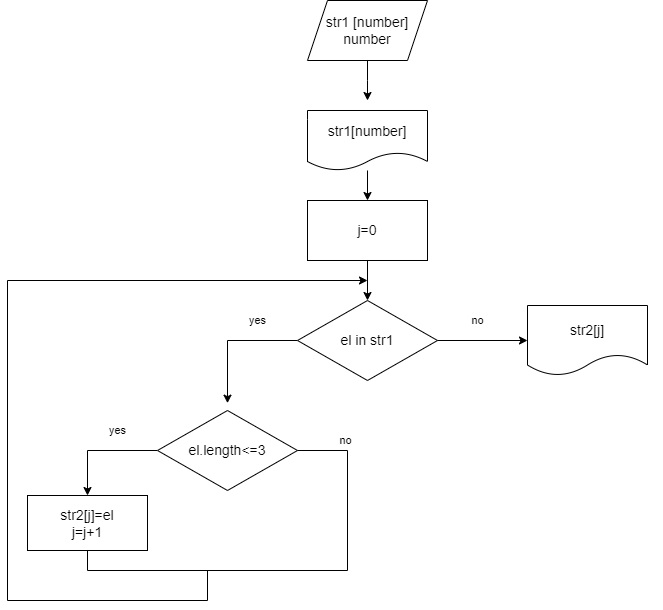 str1 [number]
number
str1[number]
j=0
yes
no
el in str1
str2[j]
yes
no
el.length<=3
str2[j]=el
j=j+1